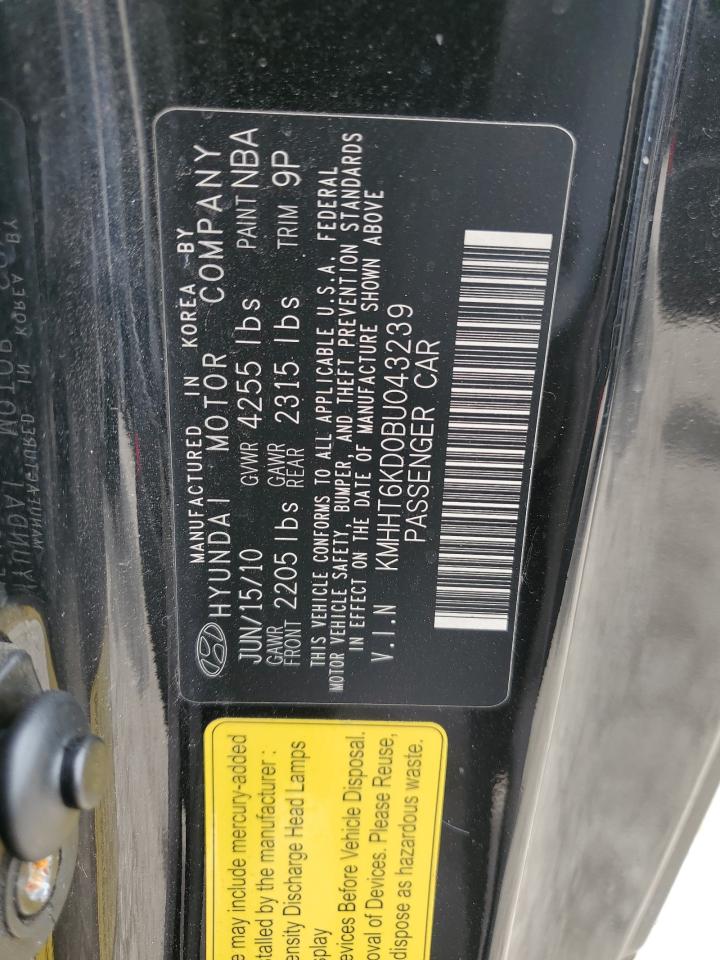 MANUFACTURED IN KOREA BY
HYUNDAI MOTOR COMPANY
JUN/15/10 GVWR 4255 lbs PAINT NBA
GAWR FRONT 2205 lbs GAWR REAR 2315 lbs TRIM 9P
THIS VEHICLE CONFORMS TO ALL APPLICABLE U.S.A. FEDERAL
MOTOR VEHICLE SAFETY, BUMPER, AND THEFT PREVENTION STANDARDS
IN EFFECT ON THE DATE OF MANUFACTURE SHOWN ABOVE
V.I.N KMHHT6KD0BU043239
PASSENGER CAR
e may include mercury-added
stalled by the manufacturer :
ensity Discharge Head Lamps
splay
evices Before Vehicle Disposal.
oval of Devices. Please Reuse,
dispose as hazardous waste.